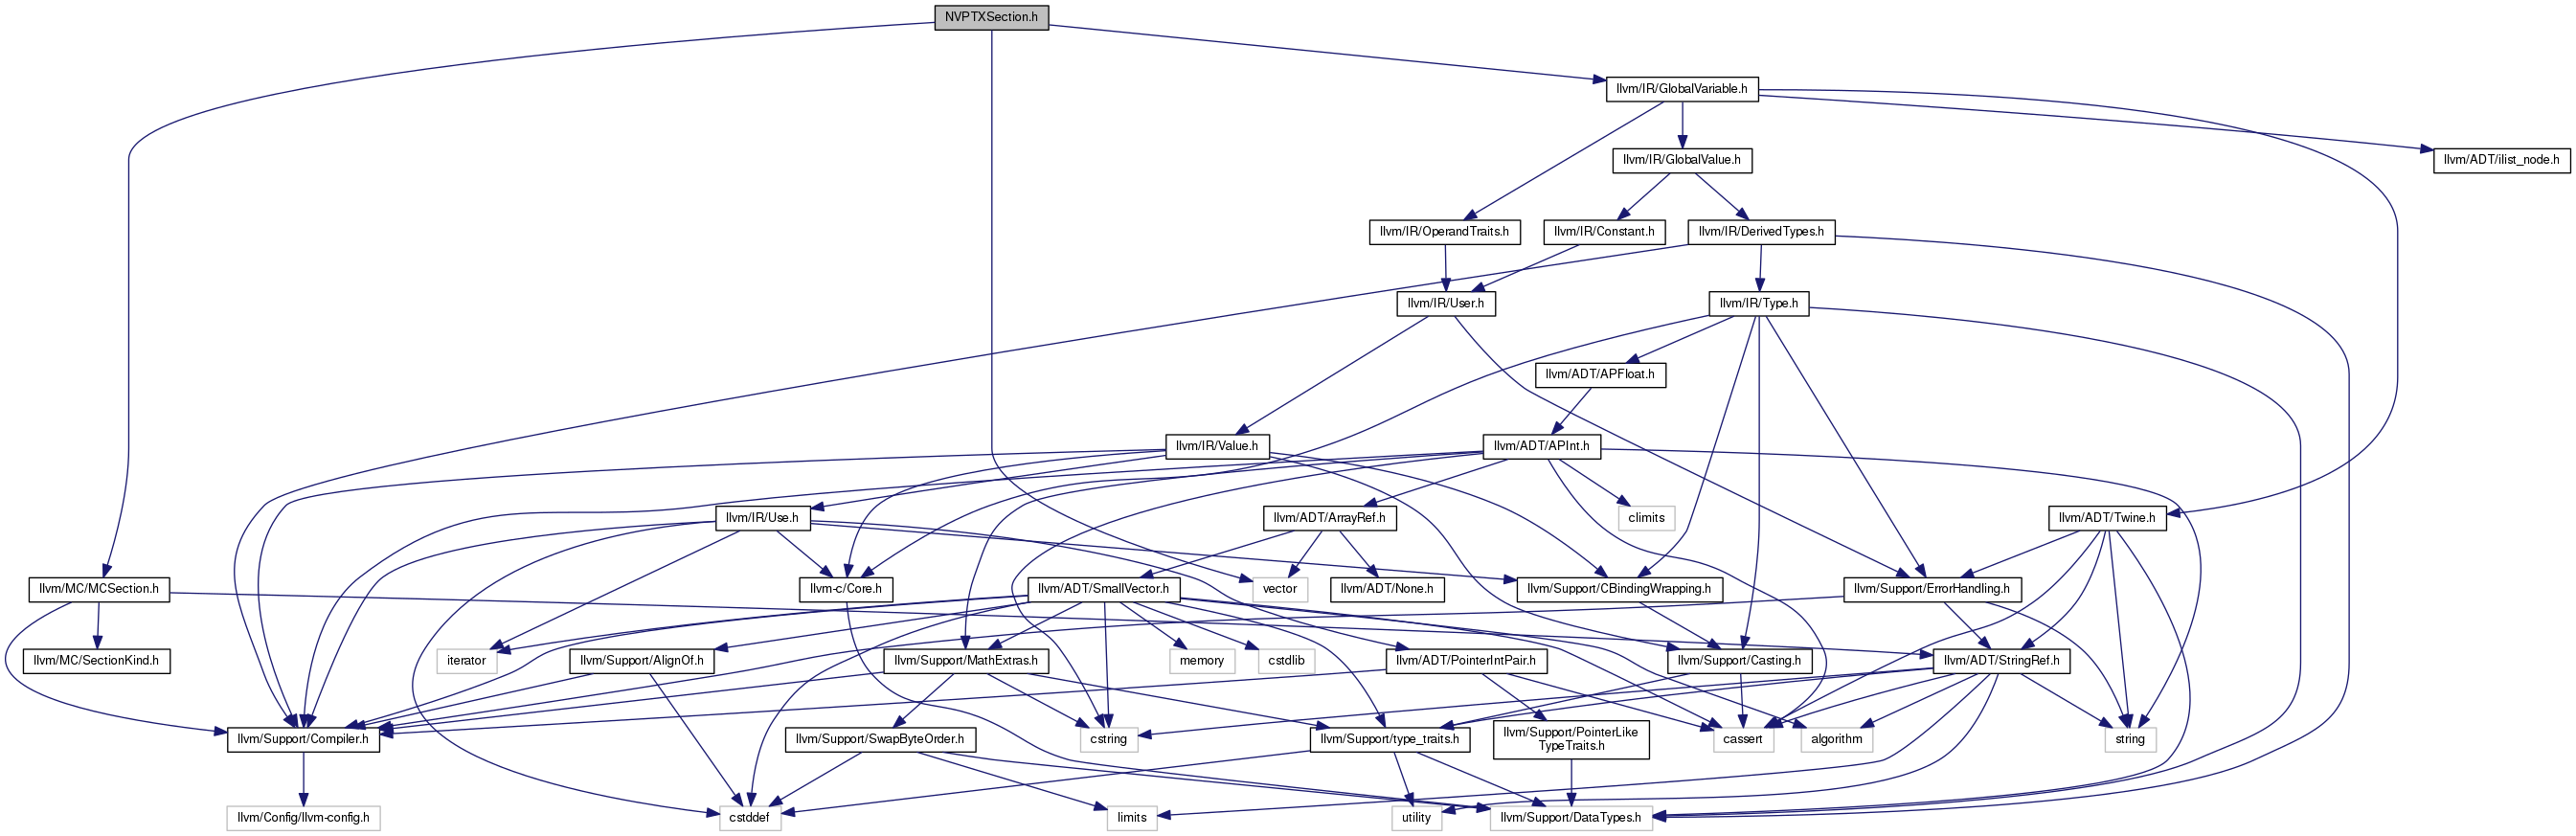 NVPTXSection.h
llvm/IR/GlobalVariable.h
llvm/IR/GlobalValue.h
llvm/ADT/ilist_node.h
llvm/IR/OperandTraits.h
llvm/IR/Constant.h
llvm/IR/DerivedTypes.h
llvm/IR/User.h
llvm/IR/Type.h
llvm/ADT/APFloat.h
llvm/IR/Value.h
llvm/ADT/APInt.h
llvm/IR/Use.h
llvm/ADT/ArrayRef.h
climits
llvm/ADT/Twine.h
llvm/MC/MCSection.h
llvm-c/Core.h
llvm/ADT/SmallVector.h
vector
llvm/ADT/None.h
llvm/Support/CBindingWrapping.h
llvm/Support/ErrorHandling.h
llvm/MC/SectionKind.h
iterator
llvm/Support/AlignOf.h
llvm/Support/MathExtras.h
memory
cstdlib
llvm/ADT/PointerIntPair.h
llvm/Support/Casting.h
llvm/ADT/StringRef.h
llvm/Support/Compiler.h
llvm/Support/SwapByteOrder.h
cstring
llvm/Support/type_traits.h
llvm/Support/PointerLike
TypeTraits.h
cassert
algorithm
string
llvm/Config/llvm-config.h
cstddef
limits
utility
llvm/Support/DataTypes.h